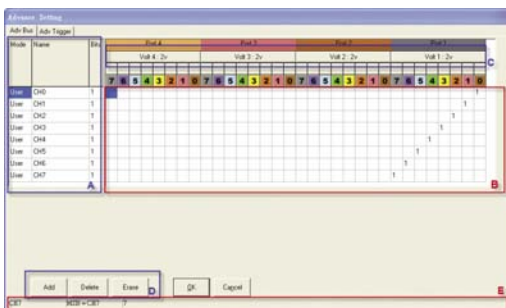 Advance Setting
Adv Bus Adv Trigger
Mode Name Bits Port 4 Port 3 Port 2 Port 1
Volt 4 : 2v Volt 3 : 2v Volt 2 : 2v Volt 1 : 2v C
7 6 5 4 3 2 1 0 7 6 5 4 3 2 1 0 7 6 5 4 3 2 1 0 7 6 5 4 3 2 1 0
User CH0 1 1
User CH1 1 1
User CH2 1 1
User CH3 1 1
User CH4 1 1
User CH5 1 1
User CH6 1 1
User CH7 1 1
A B
Add Delete Erase D OK Cancel
E